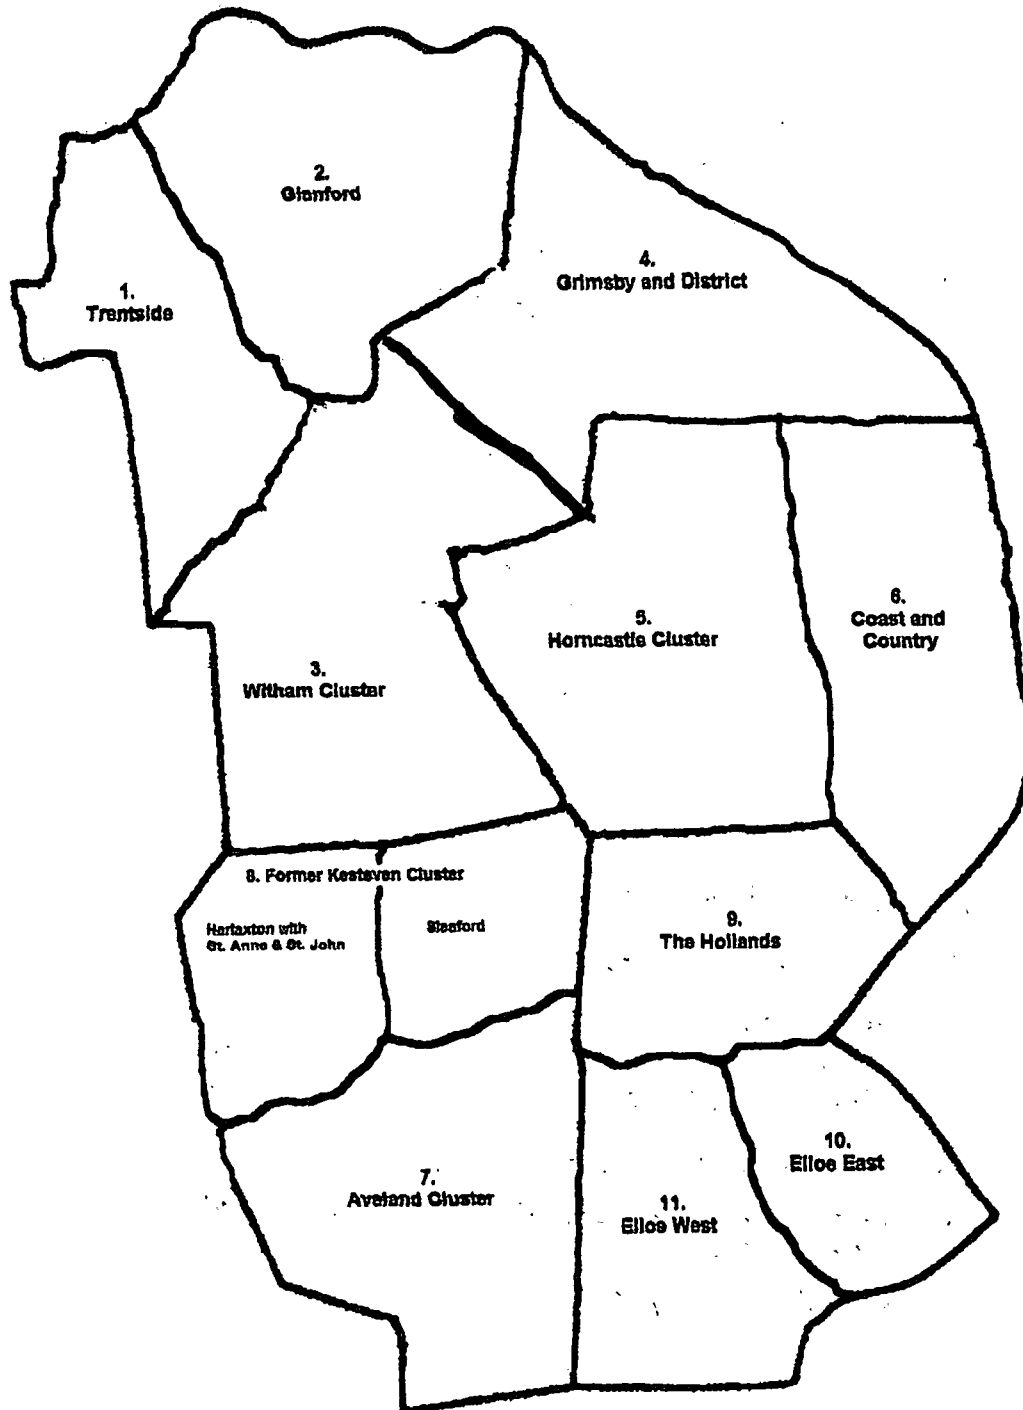 2.
Glanford
4.
Grimsby and District
1.
Trentside
6.
Coast and
Country
5.
Horncastle Cluster
3.
Witham Cluster
8. Former Kesteven Cluster
Harlaxton with
St. Anne & St. John
Sleaford
9.
The Hollands
10.
Elloe East
7.
Aveland Cluster
11.
Elloe West